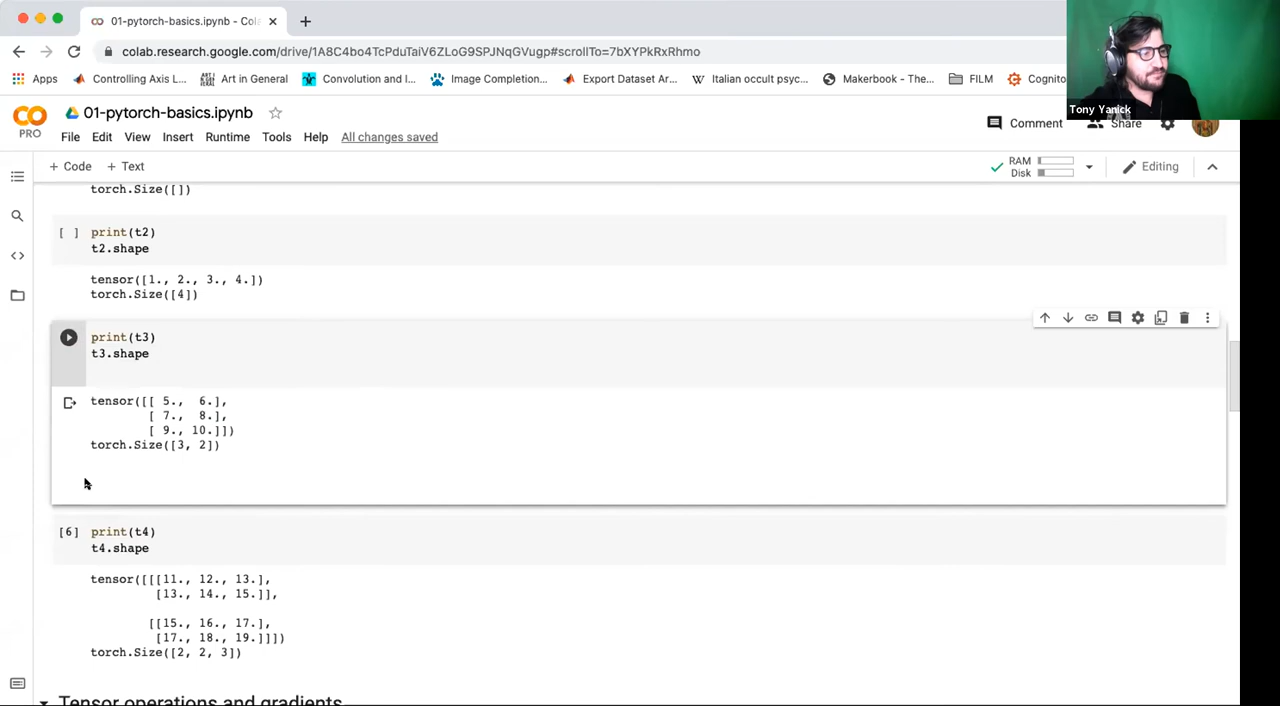 01-pytorch-basics.ipynb - Col
colab.research.google.com/drive/1A8C4bo4TcPduTaiV6ZLoG9SPJNqGVugp#scrollTo=7bXYPkRxRhmo
Apps Controlling Axis L... Art in General Convolution and I... Image Completion... Export Dataset Ar... Italian occult psyc... Makerbook - The... FILM Cognito
Tony Yanick
01-pytorch-basics.ipynb
PRO
File Edit View Insert Runtime Tools Help All changes saved
Comment Share
+ Code + Text
RAM
Disk
Editing
torch.Size([])
[ ] print(t2)
t2.shape
tensor([1., 2., 3., 4.])
torch.Size([4])
print(t3)
t3.shape
tensor([[ 5., 6.],
[ 7., 8.],
[ 9., 10.]])
torch.Size([3, 2])
[6] print(t4)
t4.shape
tensor([[[11., 12., 13.],
[13., 14., 15.]],
[[15., 16., 17.],
[17., 18., 19.]]])
torch.Size([2, 2, 3])
Tensor operations and gradients